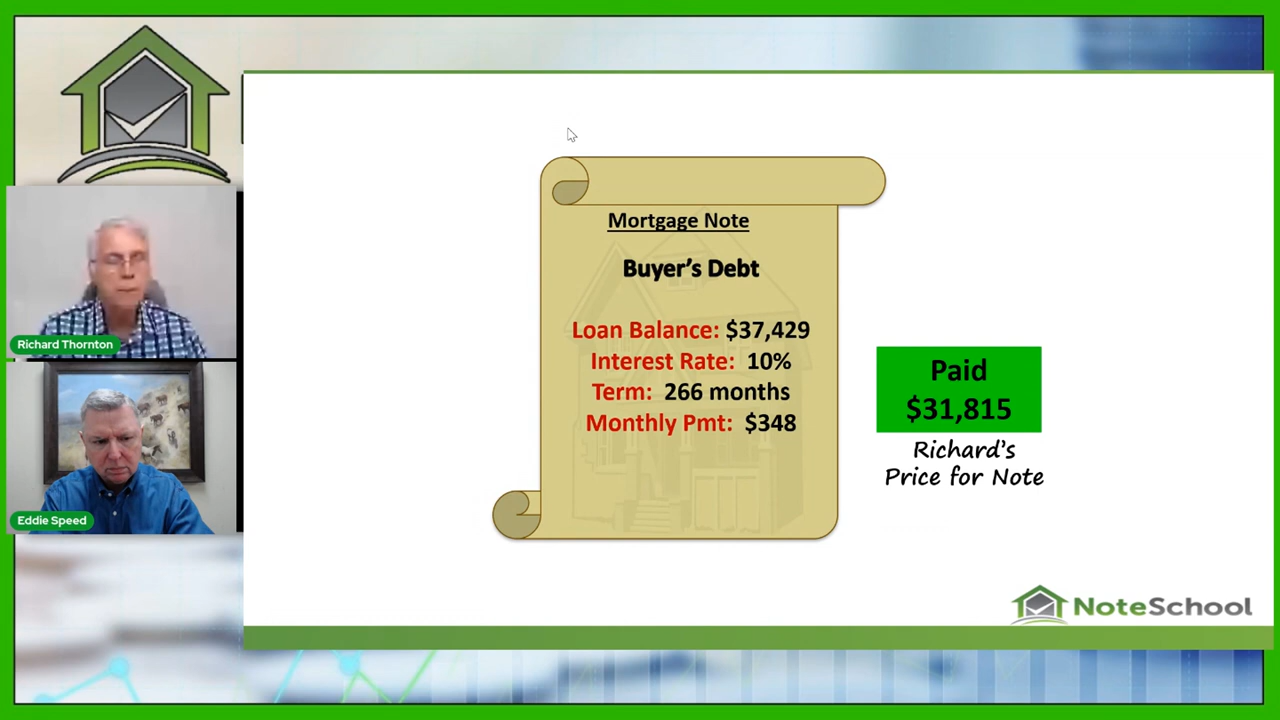 Mortgage Note
Buyer's Debt
Loan Balance: $37,429
Interest Rate: 10%
Term: 266 months
Monthly Pmt: $348
Paid
$31,815
Richard's
Price for Note
Richard Thornton
Eddie Speed
NoteSchool